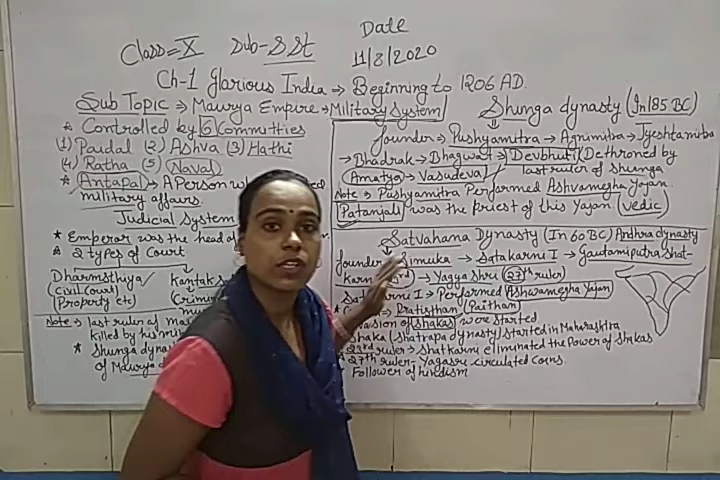 Date
Class = X Sub - SSt 11/8/2020
Ch-1 Glorious India → Beginning to 1206 AD.
Sub Topic → Maurya Empire → Military System
* Controlled by 6 Committies
(1) Paidal (2) Ashva (3) Hathi
(4) Ratha (5) Naval
* Antapal → A Person
military affairs.
Judicial System
* Emperor was the head of
* 2 types of Court
Dharmsthiya
(Civil court)
(Property etc)
Kantak
Crimin
Note → last ruler of
killed by his
* Shunga dyna
of Maurya
Shunga dynasty (In 185 BC)
founder → Pushyamitra → Agnimitra → Jyeshtamitra
→ Bhadrak → Bhagwat → Devbhuti (Dethroned by
Amatya → Vasudeva) last ruler of Shunga
Note → Pushyamitra Performed Ashvamegha Yajan.
Patanjali was the priest of this Yajan. (vedic)
Satvahana Dynasty (In 60 BC) Andhra dynasty
founder → Simuka → Satakarni I → Gautamiputra Shat-
Karn → Yagya Shri (27th ruler)
Satakarni I → Performed Ashwamegha Yajan
→ Pratisthan (Paithan)
* Invasion of Shakas were started
* Shaka (Shatrapa dynasty) started in Maharashtra
* 23rd ruler → Shatkarni eliminated the Power of Shakas
* 27th ruler - Yagasri circulated coins.
Follower of hindism